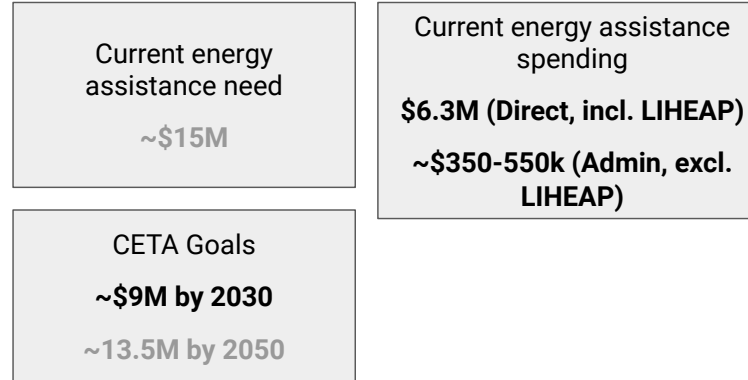 Current energy
assistance need
~$15M
Current energy assistance
spending
$6.3M (Direct, incl. LIHEAP)
~$350-550k (Admin, excl.
LIHEAP)
CETA Goals
~$9M by 2030
~13.5M by 2050